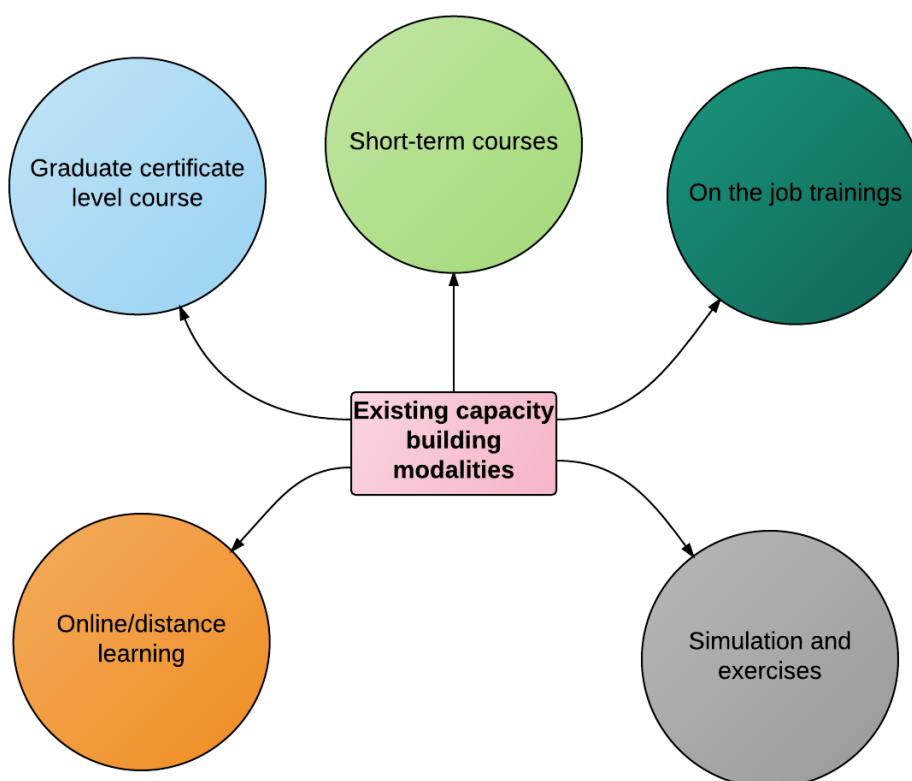 Short-term courses
Graduate certificate
level course
On the job trainings
Existing capacity
building
modalities
Online/distance
learning
Simulation and
exercises